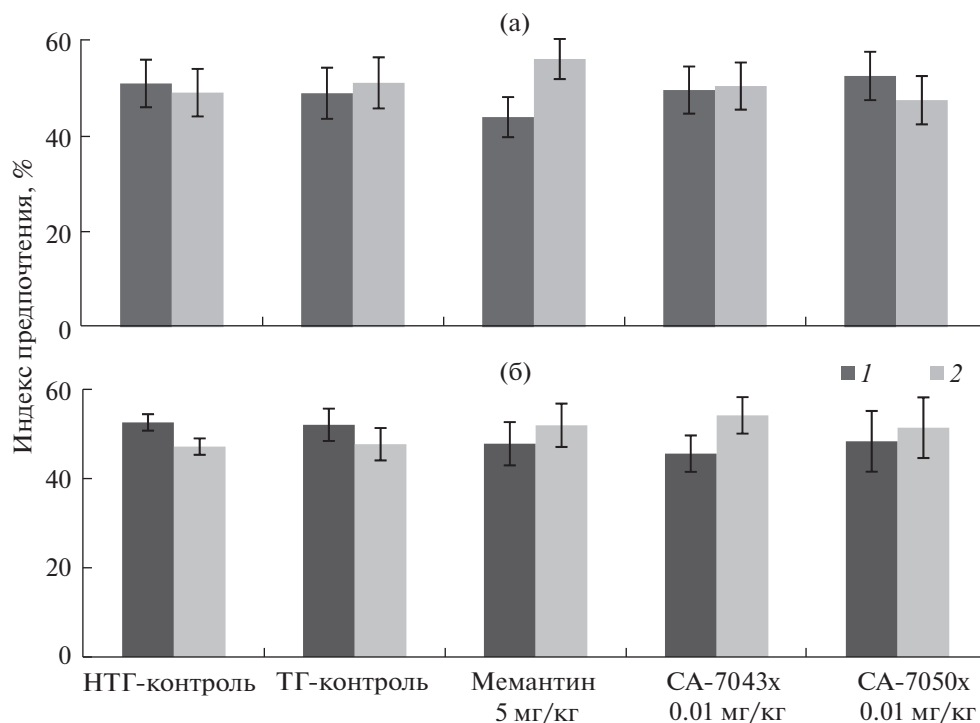 (а)
Индекс предпочтения, %
60
40
20
0
(б)
1 2
60
40
20
0
НТГ-контроль ТГ-контроль Мемантин СА-7043х СА-7050х
5 мг/кг 0.01 мг/кг 0.01 мг/кг